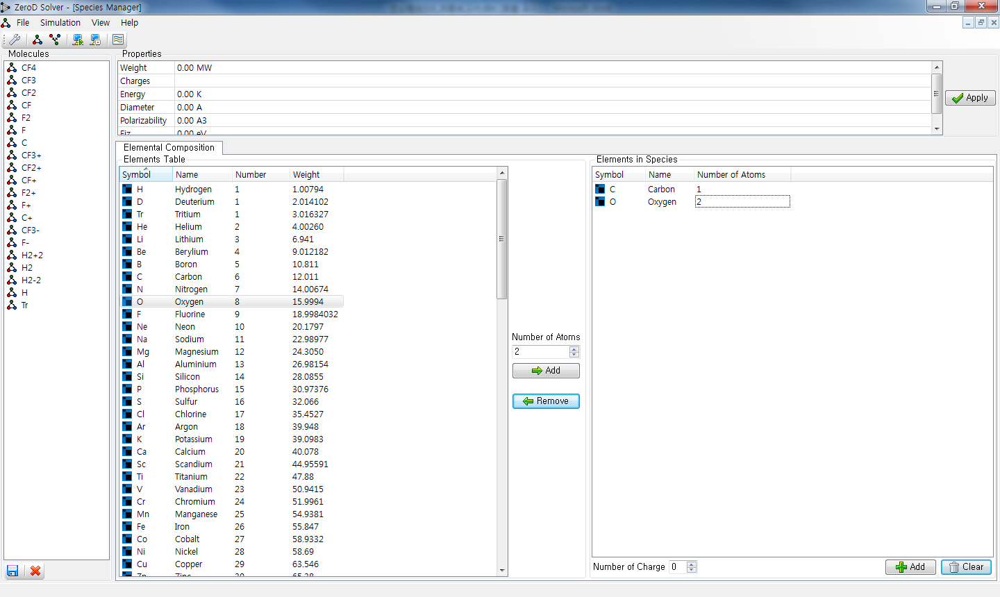 ZeroD Solver - [Species Manager]
File Simulation View Help
Molecules
CF4
CF3
CF2
CF
F2
F
C
CF3+
CF2+
CF+
F2+
F+
C+
CF3-
F-
H2+2
H2
H2-2
H
Tr
Properties
Weight 0.00 MW
Charges
Energy 0.00 K
Diameter 0.00 A
Polarizability 0.00 A3
Fiz 0.00 eV
Apply
Elemental Composition
Elements Table
Symbol Name Number Weight
H Hydrogen 1 1.00794
D Deuterium 1 2.014102
Tr Tritium 1 3.016327
He Helium 2 4.00260
Li Lithium 3 6.941
Be Berylium 4 9.012182
B Boron 5 10.811
C Carbon 6 12.011
N Nitrogen 7 14.00674
O Oxygen 8 15.9994
F Fluorine 9 18.9984032
Ne Neon 10 20.1797
Na Sodium 11 22.98977
Mg Magnesium 12 24.3050
Al Aluminium 13 26.98154
Si Silicon 14 28.0855
P Phosphorus 15 30.97376
S Sulfur 16 32.066
Cl Chlorine 17 35.4527
Ar Argon 18 39.948
K Potassium 19 39.0983
Ca Calcium 20 40.078
Sc Scandium 21 44.95591
Ti Titanium 22 47.88
V Vanadium 23 50.9415
Cr Chromium 24 51.9961
Mn Manganese 25 54.9381
Fe Iron 26 55.847
Co Cobalt 27 58.9332
Ni Nickel 28 58.69
Cu Copper 29 63.546
Zn Zinc 30 65.38
Number of Atoms
2
Add
Remove
Elements in Species
Symbol Name Number of Atoms
C Carbon 1
O Oxygen 2
Number of Charge 0
Add
Clear